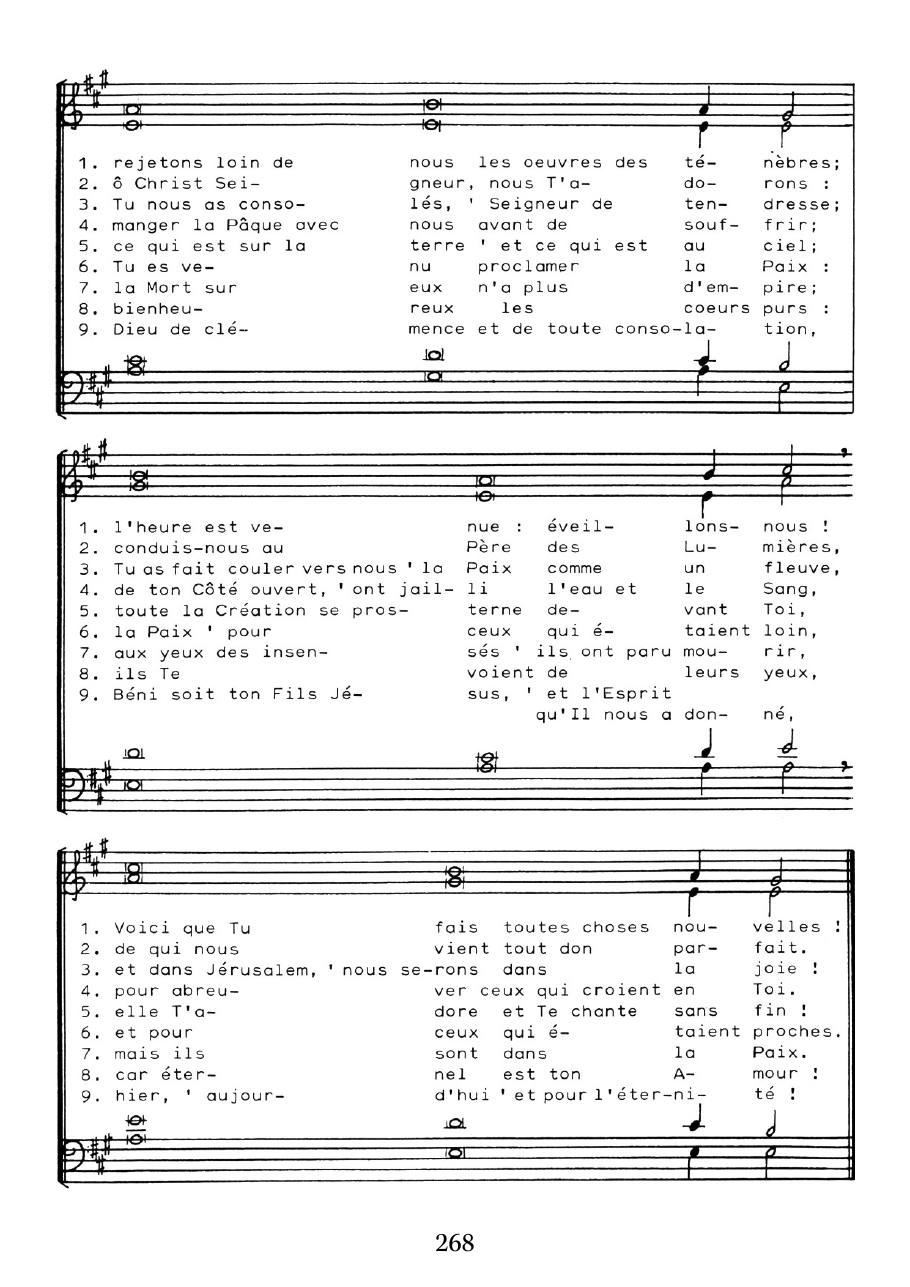 1. rejetons loin de nous les oeuvres des té- nèbres;
2. ô Christ Sei- gneur, nous T'a- do- rons :
3. Tu nous as conso- lés, ' Seigneur de ten- dresse;
4. manger la Pâque avec nous avant de souf- frir;
5. ce qui est sur la terre ' et ce qui est au ciel;
6. Tu es ve- nu proclamer la Paix :
7. la Mort sur eux n'a plus d'em- pire;
8. bienheu- reux les coeurs purs :
9. Dieu de clé- mence et de toute conso-la- tion,
1. l'heure est ve- nue : éveil- lons- nous !
2. conduis-nous au Père des Lu- mières,
3. Tu as fait couler vers nous ' la Paix comme un fleuve,
4. de ton Côté ouvert, ' ont jail- li l'eau et le Sang,
5. toute la Création se pros- terne de- vant Toi,
6. la Paix ' pour ceux qui é- taient loin,
7. aux yeux des insen- sés ' ils ont paru mou- rir,
8. ils Te voient de leurs yeux,
9. Béni soit ton Fils Jé- sus, ' et l'Esprit
qu'Il nous a don- né,
1. Voici que Tu fais toutes choses nou- velles !
2. de qui nous vient tout don par- fait.
3. et dans Jérusalem, ' nous se-rons dans la joie !
4. pour abreu- ver ceux qui croient en Toi.
5. elle T'a- dore et Te chante sans fin !
6. et pour ceux qui é- taient proches.
7. mais ils sont dans la Paix.
8. car éter- nel est ton A- mour !
9. hier, ' aujour- d'hui ' et pour l'éter-ni- té !
268